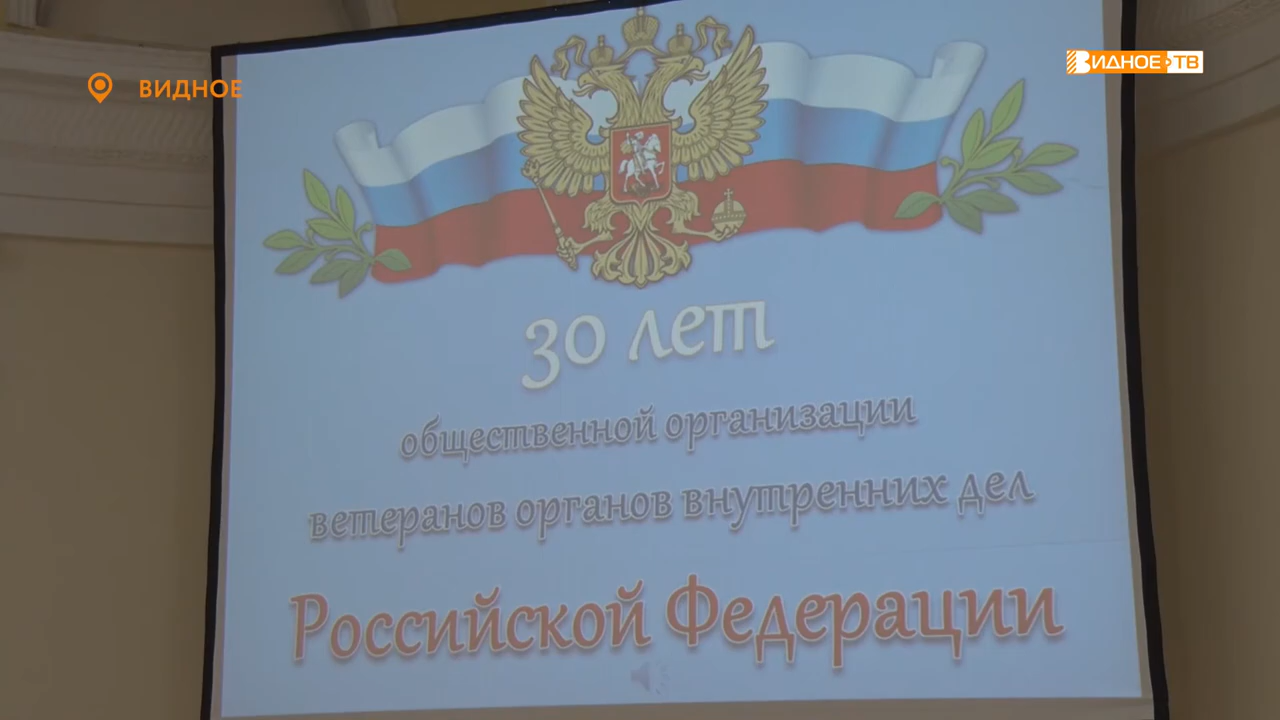 ВИДНОЕ
ВИДНОЕ ТВ
30 лет
общественной организации
ветеранов органов внутренних дел
Российской Федерации